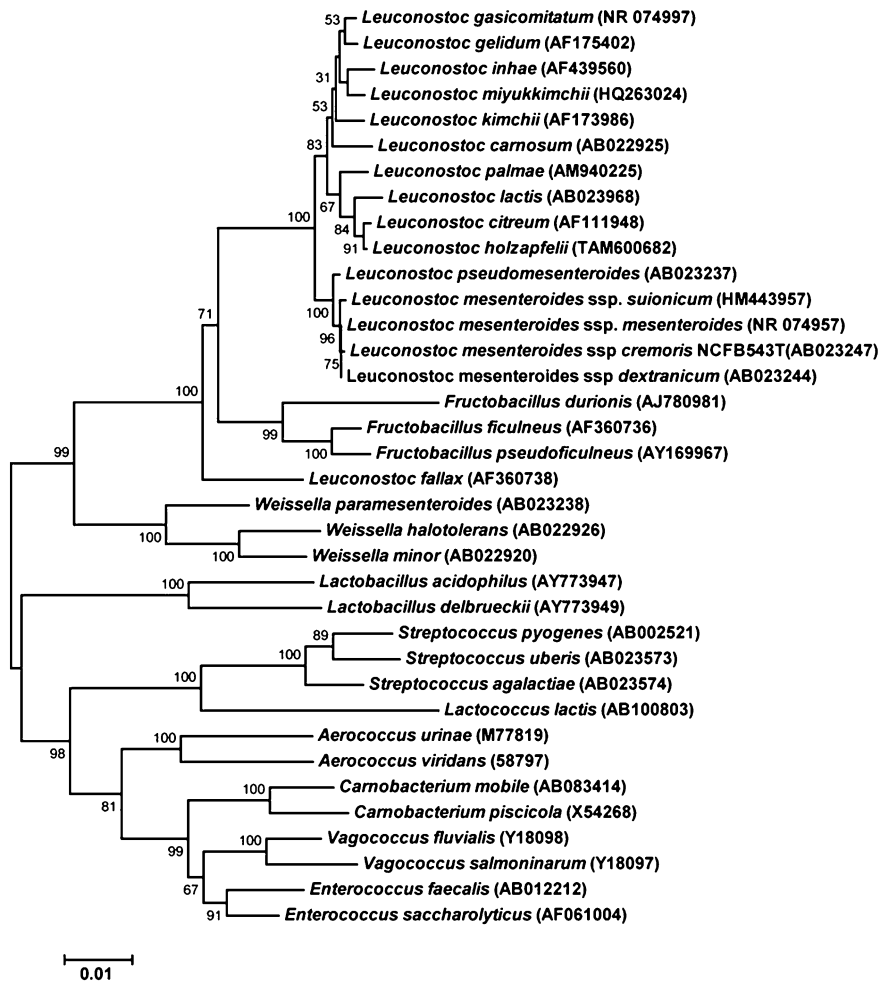 53
Leuconostoc gasicomitatum (NR 074997)
Leuconostoc gelidum (AF175402)
Leuconostoc inhae (AF439560)
31
Leuconostoc miyukkimchii (HQ263024)
53
Leuconostoc kimchii (AF173986)
83
Leuconostoc carnosum (AB022925)
Leuconostoc palmae (AM940225)
Leuconostoc lactis (AB023968)
67
100
Leuconostoc citreum (AF111948)
84
Leuconostoc holzapfelii (TAM600682)
91
Leuconostoc pseudomesenteroides (AB023237)
Leuconostoc mesenteroides ssp. suionicum (HM443957)
100
71
Leuconostoc mesenteroides ssp. mesenteroides (NR 074957)
96
Leuconostoc mesenteroides ssp cremoris NCFB543T(AB023247)
75
Leuconostoc mesenteroides ssp dextranicum (AB023244)
100
Fructobacillus durionis (AJ780981)
Fructobacillus ficulneus (AF360736)
99
Fructobacillus pseudoficulneus (AY169967)
100
99
Leuconostoc fallax (AF360738)
Weissella paramesenteroides (AB023238)
Weissella halotolerans (AB022926)
100
Weissella minor (AB022920)
100
Lactobacillus acidophilus (AY773947)
100
Lactobacillus delbrueckii (AY773949)
Streptococcus pyogenes (AB002521)
89
Streptococcus uberis (AB023573)
100
Streptococcus agalactiae (AB023574)
100
Lactococcus lactis (AB100803)
Aerococcus urinae (M77819)
100
98
Aerococcus viridans (58797)
Carnobacterium mobile (AB083414)
100
81
Carnobacterium piscicola (X54268)
Vagococcus fluvialis (Y18098)
100
99
Vagococcus salmoninarum (Y18097)
67
Enterococcus faecalis (AB012212)
91
Enterococcus saccharolyticus (AF061004)
0.01